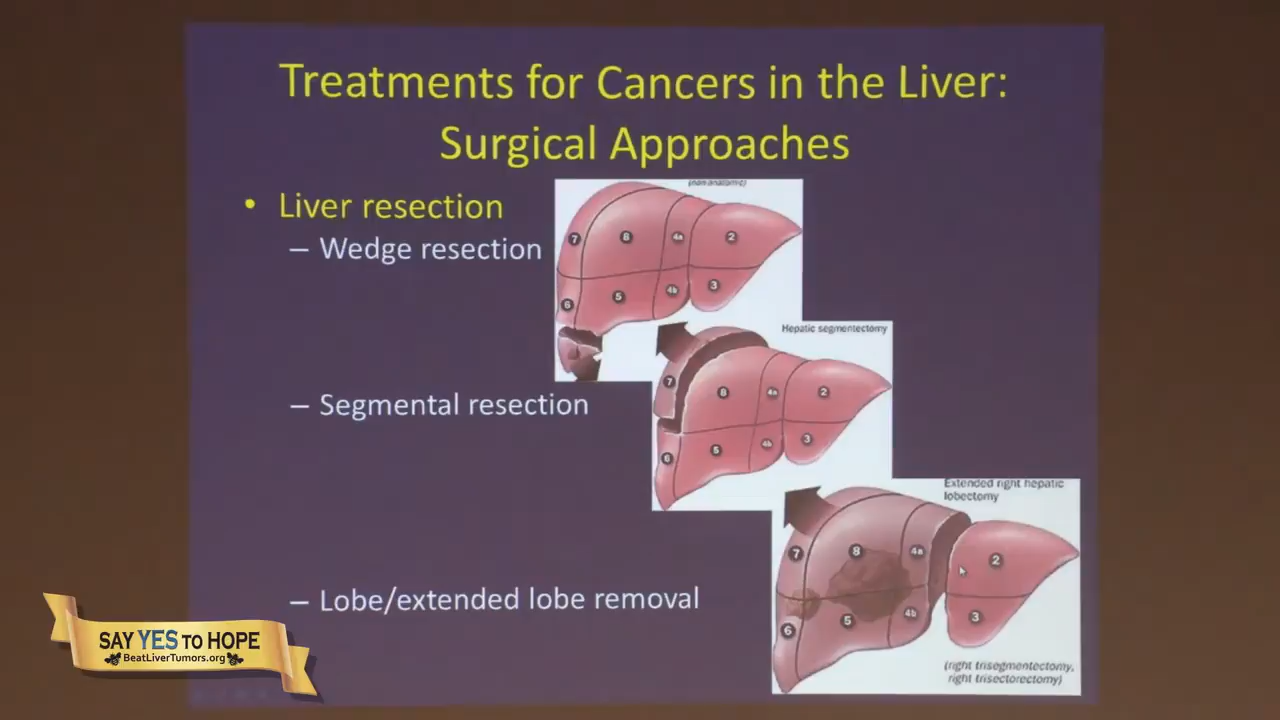 Treatments for Cancers in the Liver:
Surgical Approaches
• Liver resection
– Wedge resection
(non-anatomic)
7
8
4a
2
6
5
4b
3
Hepatic segmentectomy
7
8
4a
2
6
5
4b
3
– Segmental resection
Extended right hepatic
lobectomy
7
8
4a
2
6
5
4b
3
(right trisegmentectomy,
right trisectorectomy)
– Lobe/extended lobe removal
SAY YES TO HOPE
BeatLiverTumors.org